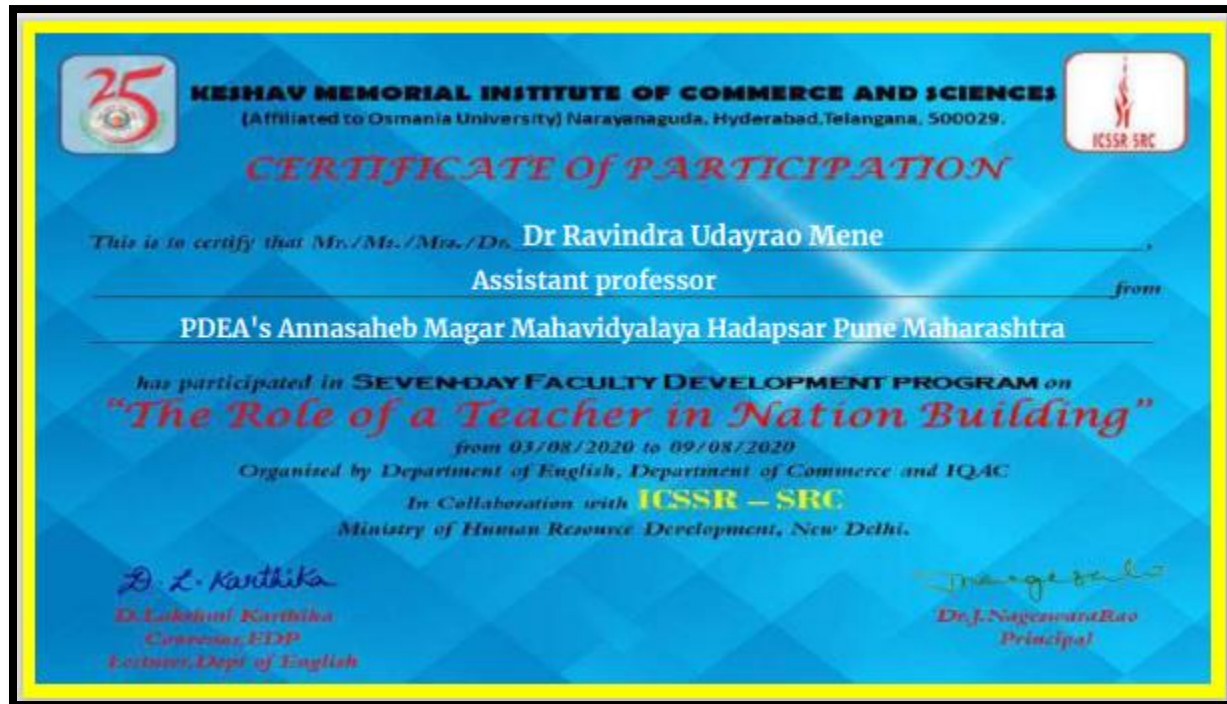 25
KESHAV MEMORIAL INSTITUTE OF COMMERCE AND SCIENCES
(Affiliated to Osmania University) Narayanaguda, Hyderabad,Telangana, 500029.
ICSSR-SRC
CERTIFICATE Of PARTICIPATION
This is to certify that Mr./Ms./Mrs./Dr. Dr Ravindra Udayrao Mene ,
Assistant professor from
PDEA's Annasaheb Magar Mahavidyalaya Hadapsar Pune Maharashtra
has participated in SEVEN-DAY FACULTY DEVELOPMENT PROGRAM on
"The Role of a Teacher in Nation Building"
from 03/08/2020 to 09/08/2020
Organised by Department of English, Department of Commerce and IQAC
In Collaboration with ICSSR – SRC
Ministry of Human Resource Development, New Delhi.
D. L. Karthika
D.Lakshmi Karthika
Convenor,FDP
Lecturer,Dept of English
Dr.J.NageswaraRao
Principal